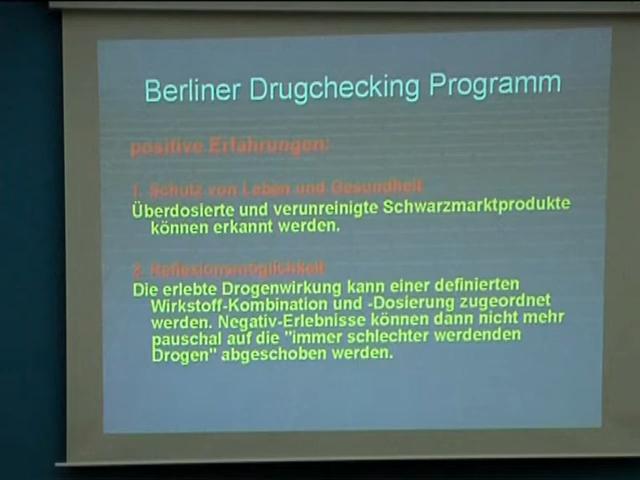 Berliner Drugchecking Programm
positive Erfahrungen:
1. Schutz von Leben und Gesundheit
Überdosierte und verunreinigte Schwarzmarktprodukte
können erkannt werden.
2. Reflexionsmöglichkeit
Die erlebte Drogenwirkung kann einer definierten
Wirkstoff-Kombination und -Dosierung zugeordnet
werden. Negativ-Erlebnisse können dann nicht mehr
pauschal auf die "immer schlechter werdenden
Drogen" abgeschoben werden.